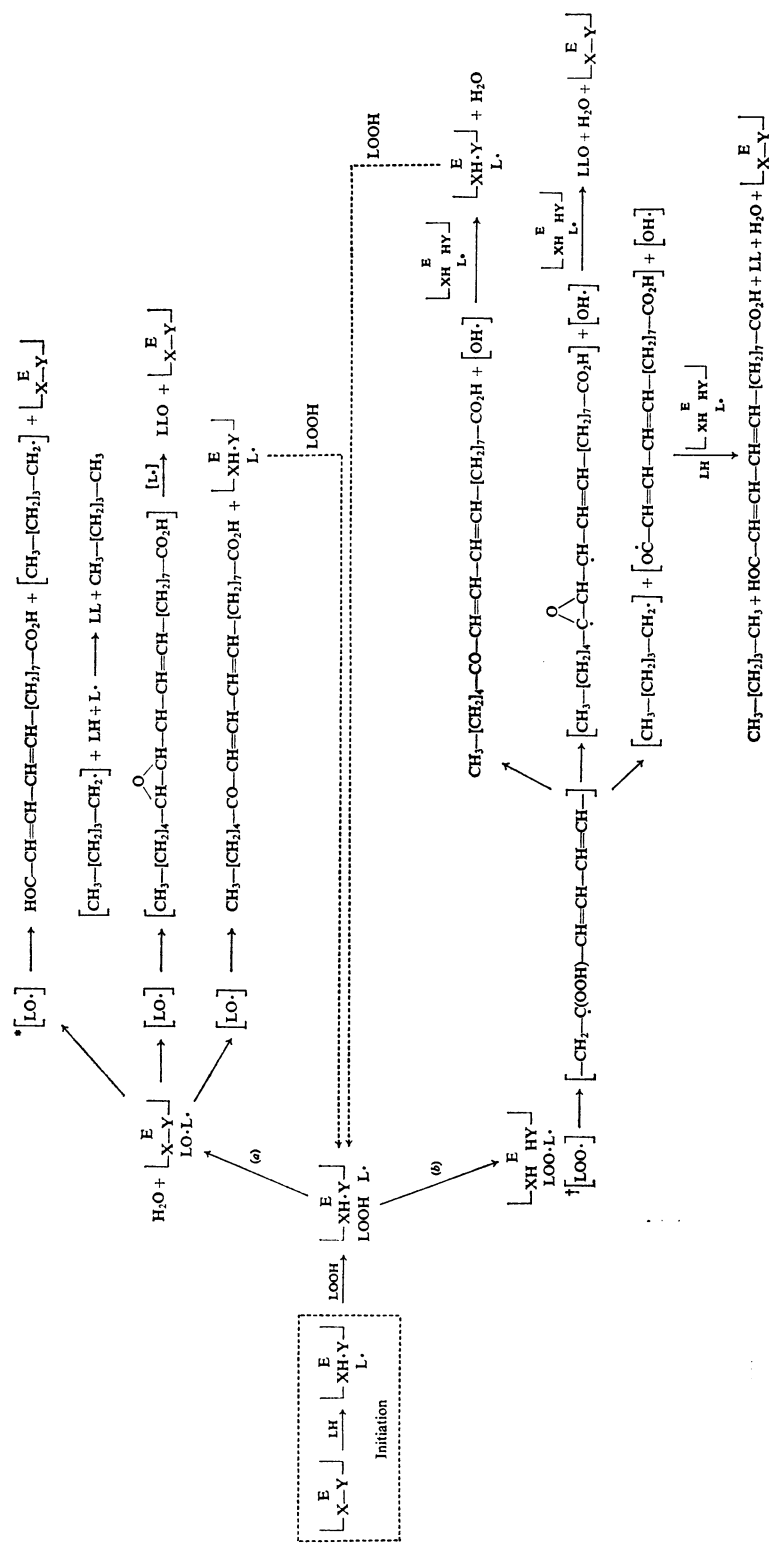 *[LO·] ⟶ HOC—CH=CH—CH=CH—[CH₂]₇—CO₂H + [CH₃—[CH₂]₃—CH₂·] + E X—Y
[CH₃—[CH₂]₃—CH₂·] + LH + L· ⟶ LL + CH₃—[CH₂]₃—CH₃
H₂O + E X—Y
LO·L·
[LO·] ⟶ [CH₃—[CH₂]₄—CH—CH—CH—CH=CH—[CH₂]₇—CO₂H] [L·] ⟶ LLO + E X—Y
O
[LO·] ⟶ CH₃—[CH₂]₄—CO—CH=CH—CH=CH—[CH₂]₇—CO₂H + E XH·Y L·
LOOH
(a)
E X—Y LH ⟶ E XH·Y L·
Initiation
LOOH ⟶ E XH·Y
LOOH L·
LOOH
(b)
E XH HY
LOO·L·
†[LOO·] ⟶ [—CH₂—Ċ(OOH)—CH=CH—CH=CH—]
CH₃—[CH₂]₄—CO—CH=CH—CH=CH—[CH₂]₇—CO₂H + [OH·] E XH HY L· ⟶ E XH·Y L· + H₂O
O
[CH₃—[CH₂]₄—Ċ—CH—ĊH—CH=CH—[CH₂]₇—CO₂H] + [OH·] E XH HY L· ⟶ LLO + H₂O + E X—Y
[CH₃—[CH₂]₃—CH₂·] + [OĊ—CH=CH—CH=CH—[CH₂]₇—CO₂H] + [OH·]
LH E XH HY L·
CH₃—[CH₂]₃—CH₃ + HOC—CH=CH—CH=CH—[CH₂]₇—CO₂H + LL + H₂O + E X—Y